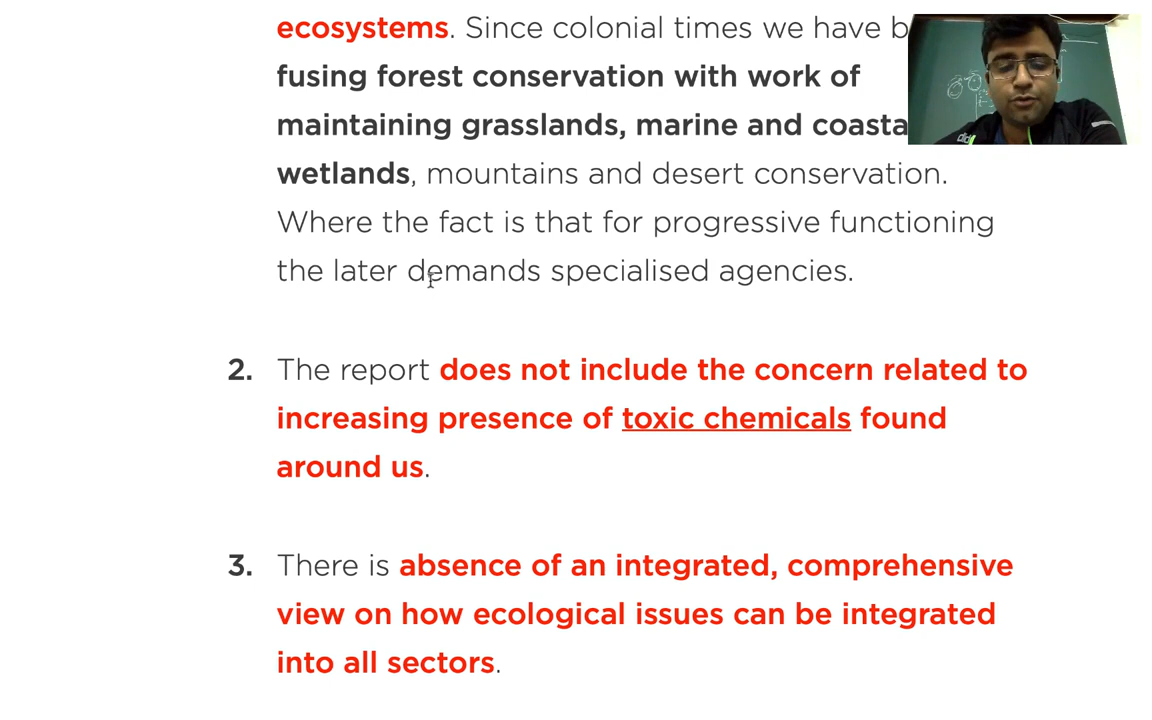 ecosystems. Since colonial times we have b
fusing forest conservation with work of
maintaining grasslands, marine and coasta
wetlands, mountains and desert conservation.
Where the fact is that for progressive functioning
the later demands specialised agencies.
2. The report does not include the concern related to
increasing presence of toxic chemicals found
around us.
3. There is absence of an integrated, comprehensive
view on how ecological issues can be integrated
into all sectors.